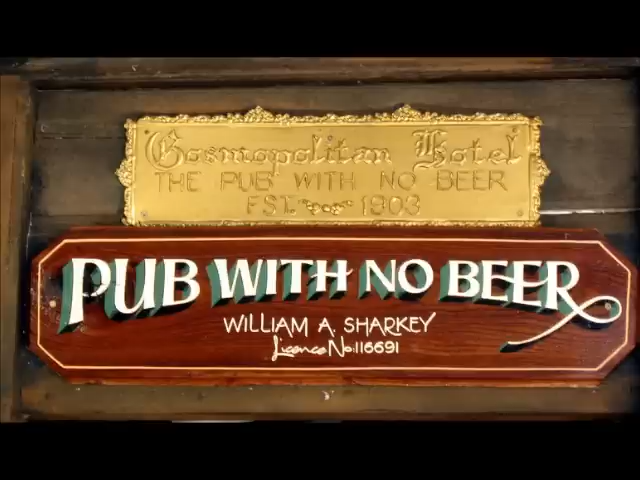 Cosmopolitan Hotel
THE PUB WITH NO BEER
EST. 1903
PUB WITH NO BEER
WILLIAM A. SHARKEY
Licence No:116691